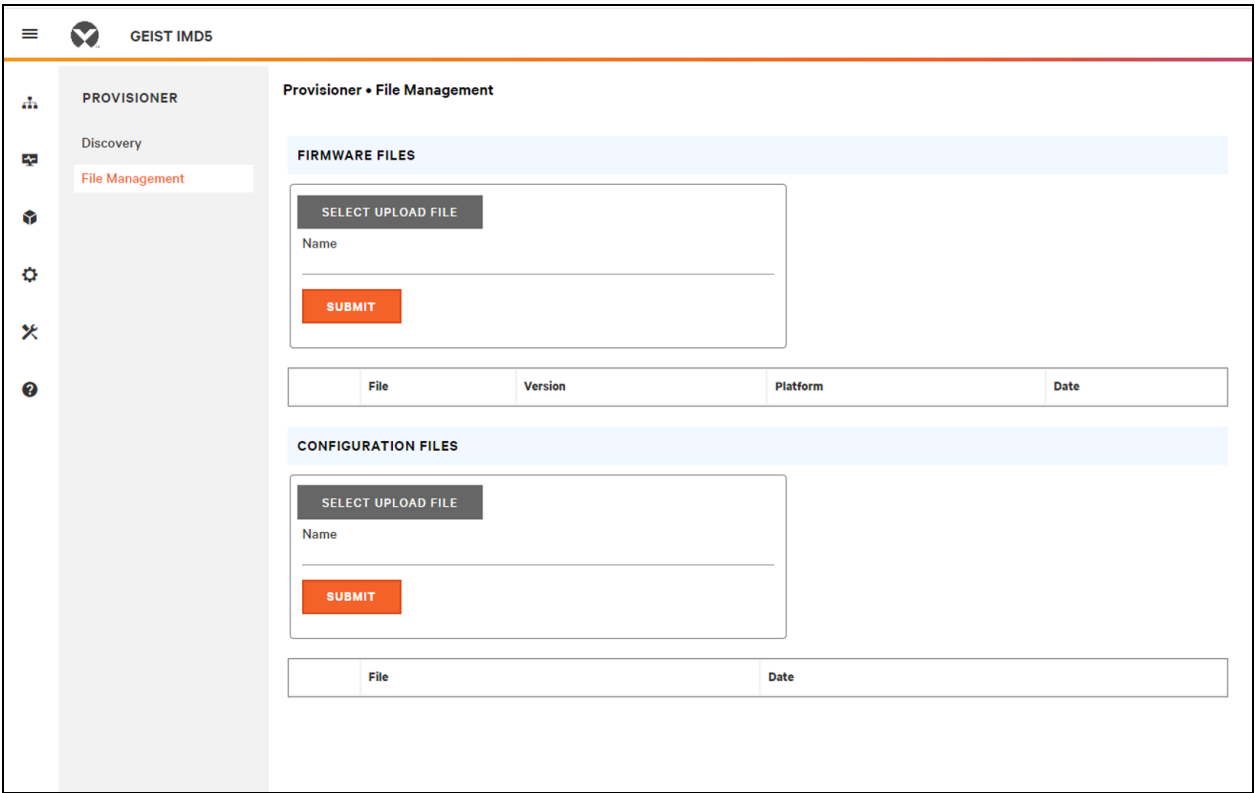 GEIST IMD5
PROVISIONER
Discovery
File Management
Provisioner • File Management
FIRMWARE FILES
SELECT UPLOAD FILE
Name
SUBMIT
File Version Platform Date
CONFIGURATION FILES
SELECT UPLOAD FILE
Name
SUBMIT
File Date